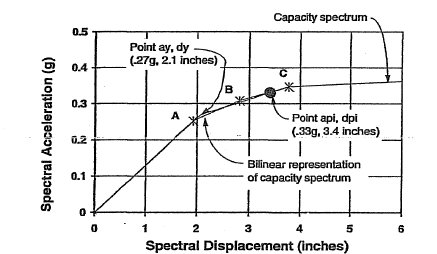 Capacity spectrum
Point ay, dy
(.27g, 2.1 inches)
A
B
C
Point api, dpi
(.33g, 3.4 inches)
Bilinear representation
of capacity spectrum
Spectral Acceleration (g)
0.5
0.4
0.3
0.2
0.1
0
0 1 2 3 4 5 6
Spectral Displacement (inches)